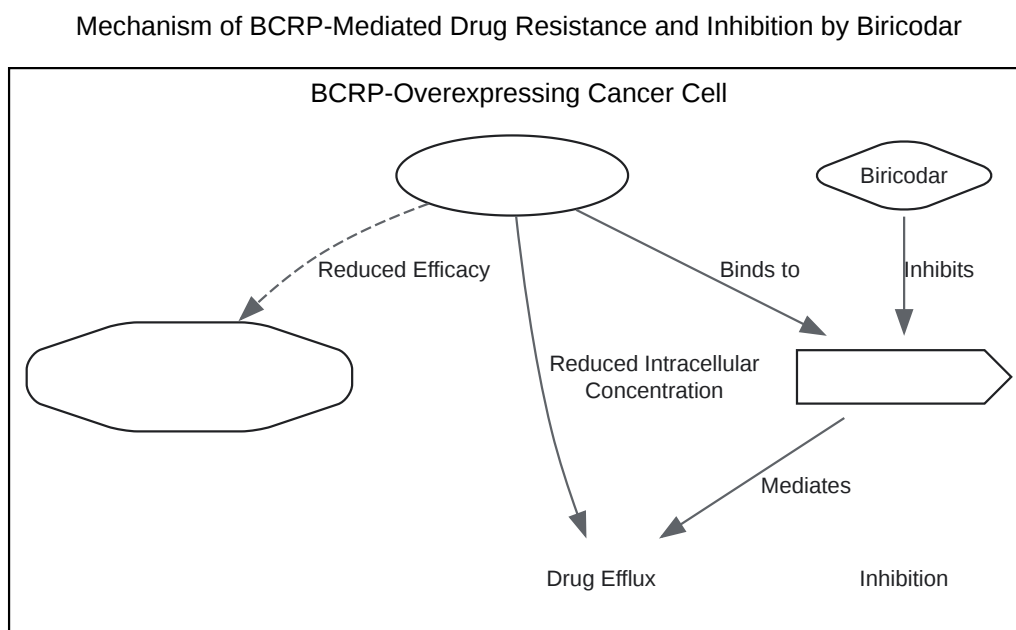 Mechanism of BCRP-Mediated Drug Resistance and Inhibition by Biricodar
BCRP-Overexpressing Cancer Cell
Biricodar
Reduced Efficacy
Binds to
Inhibits
Reduced Intracellular
Concentration
Mediates
Drug Efflux
Inhibition